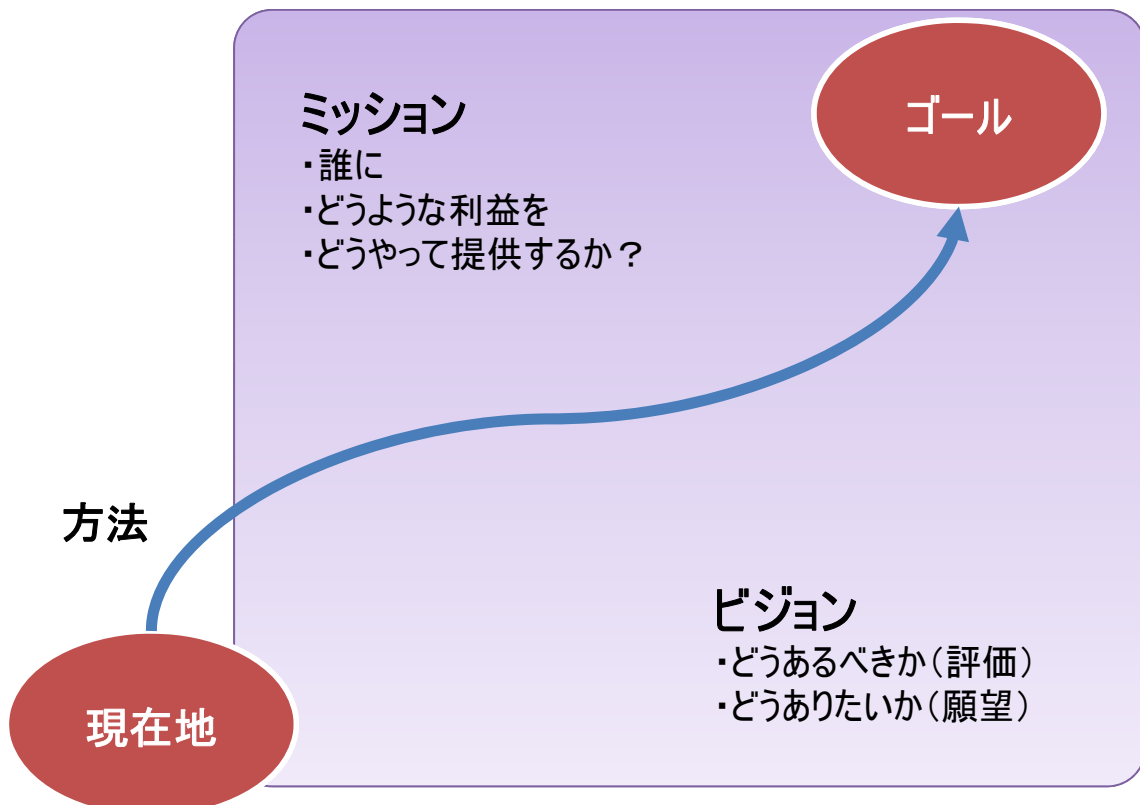 ゴール
ミッション
・誰に
・どうような利益を
・どうやって提供するか？
方法
ビジョン
・どうあるべきか（評価）
・どうありたいか（願望）
現在地